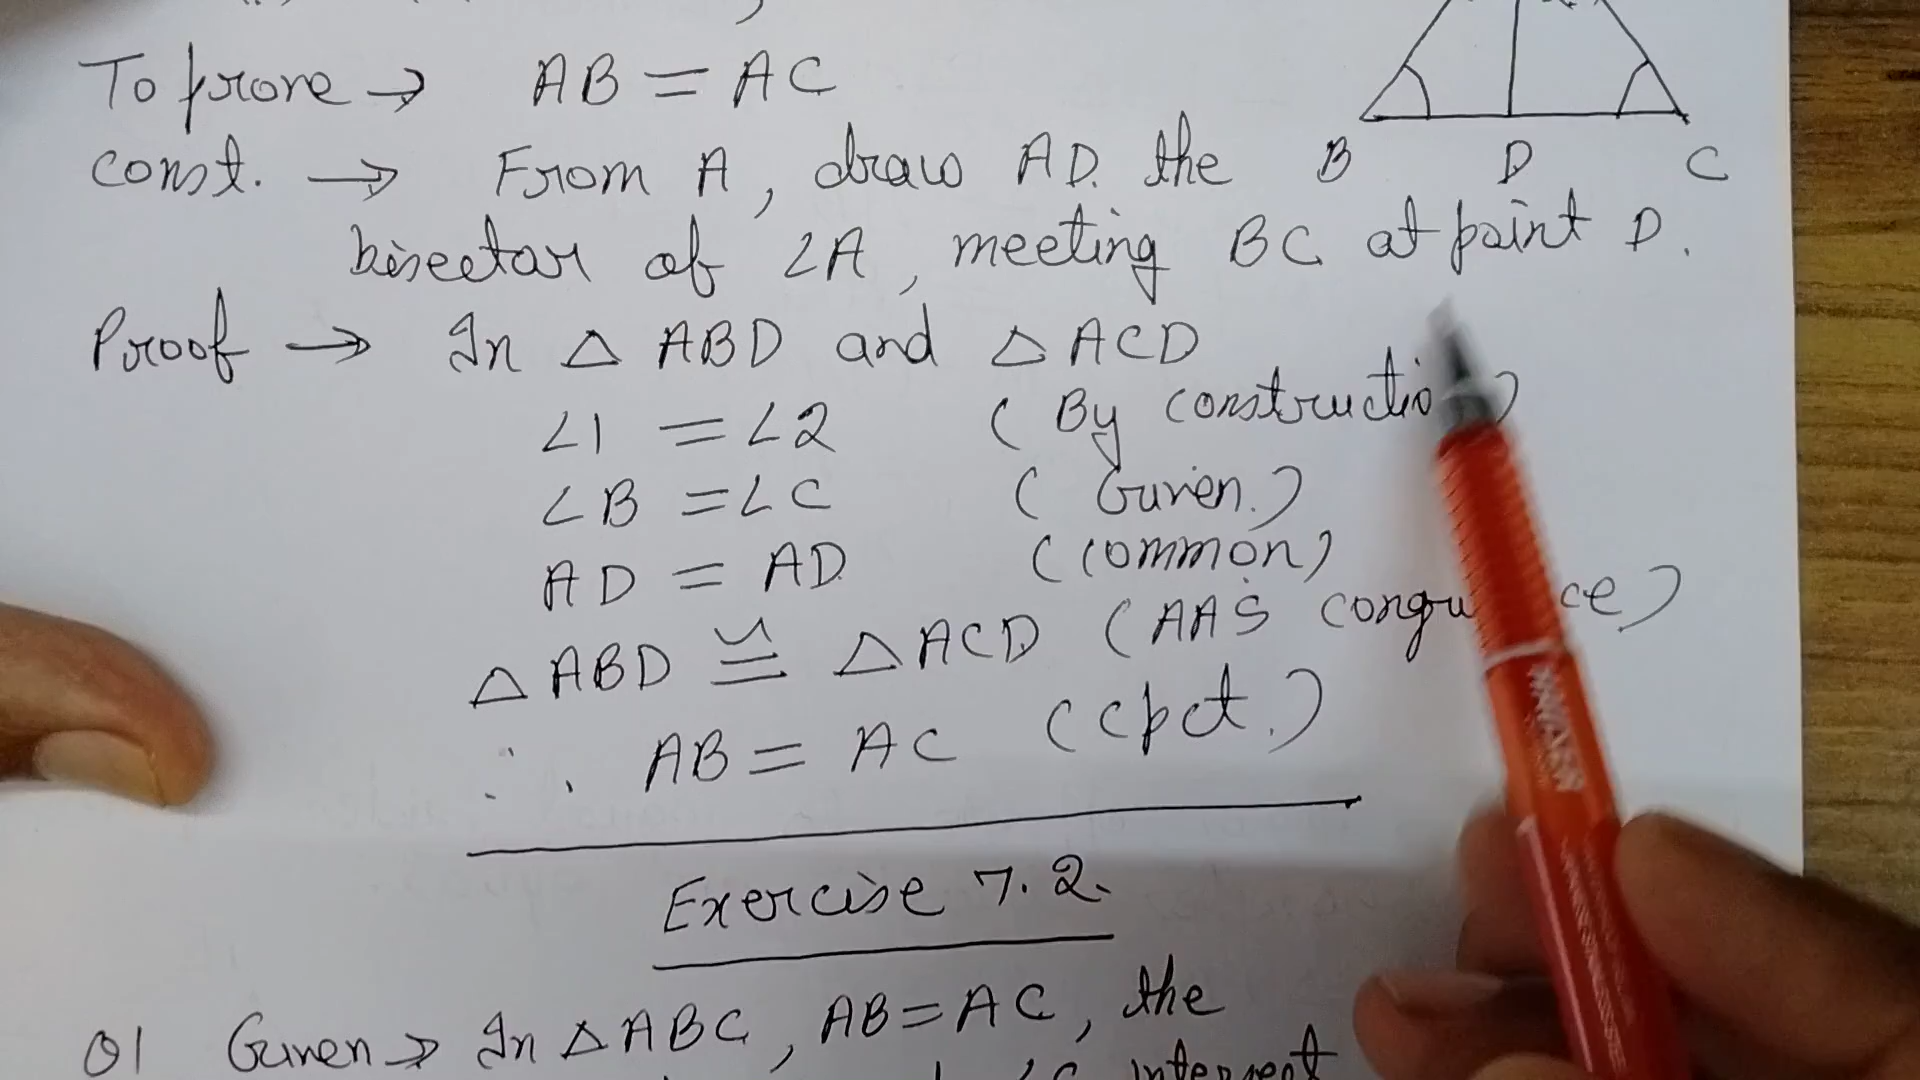 To prove → AB = AC
const. → From A, draw AD. the
bisector of ∠A, meeting BC at point D.
B D C
Proof → In △ ABD and △ ACD
∠1 = ∠2 (By construction)
∠B = ∠C (Given.)
AD = AD (common)
△ ABD ≅ △ ACD (AAS congruence)
∴ AB = AC (cpct.)
Exercise 7.2.
01 Given → In △ ABC, AB = AC, the
∠C intersect